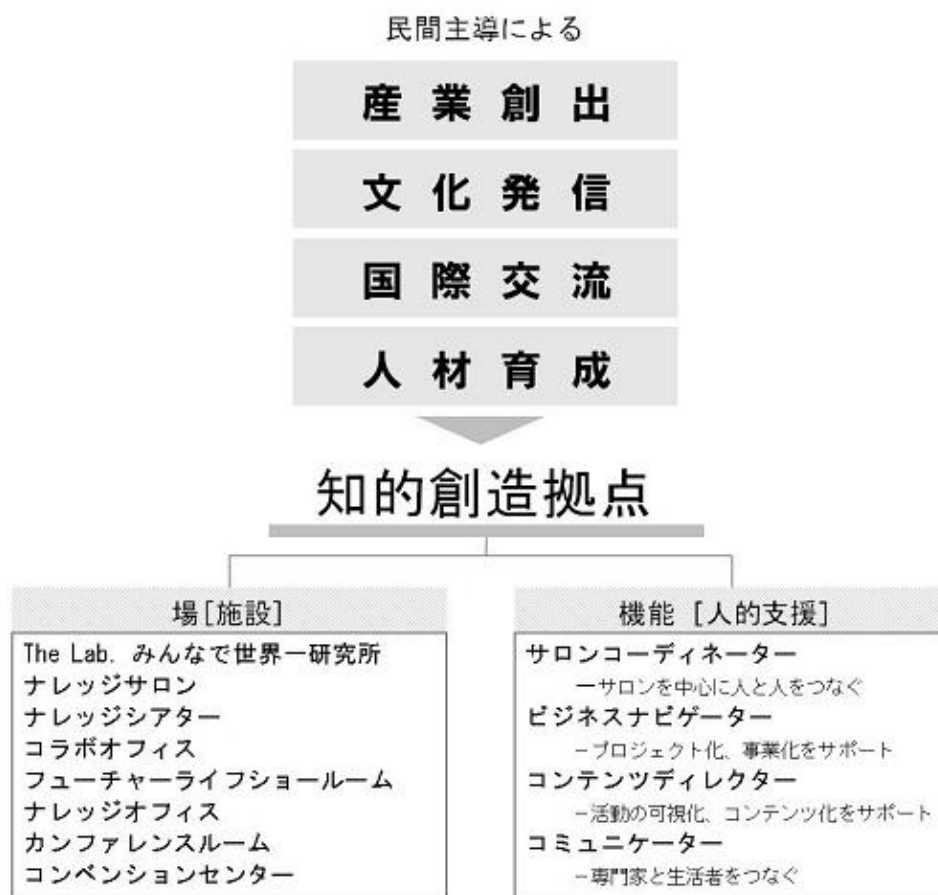 民間主導による
産業創出
文化発信
国際交流
人材育成
知的創造拠点
場[施設]
The Lab. みんなで世界一研究所
ナレッジサロン
ナレッジシアター
コラボオフィス
フューチャーライフショールーム
ナレッジオフィス
カンファレンスルーム
コンベンションセンター
機能 [人的支援]
サロンコーディネーター
―サロンを中心に人と人をつなぐ
ビジネスナビゲーター
―プロジェクト化、事業化をサポート
コンテンツディレクター
―活動の可視化、コンテンツ化をサポート
コミュニケーター
―専門家と生活者をつなぐ